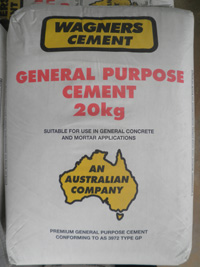 WAGNERS
CEMENT
GENERAL PURPOSE
CEMENT
20kg
SUITABLE FOR USE IN GENERAL CONCRETE
AND MORTAR APPLICATIONS
AN
AUSTRALIAN
COMPANY
PREMIUM GENERAL PURPOSE CEMENT
CONFORMING TO AS 3972 TYPE GP